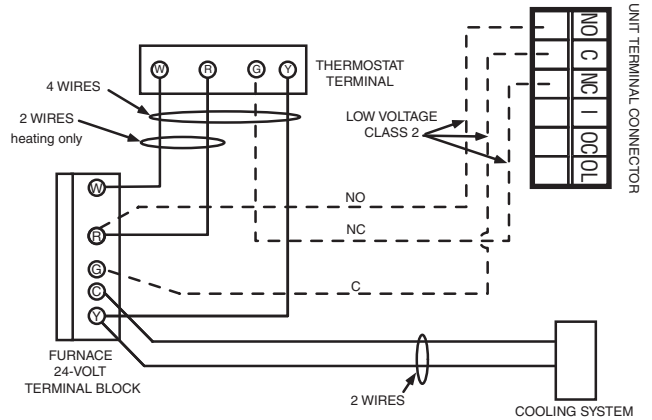 UNIT TERMINAL CONNECTOR
NO
C
NC
I
OC
OL
THERMOSTAT
TERMINAL
W
R
G
Y
4 WIRES
2 WIRES
heating only
LOW VOLTAGE
CLASS 2
W
R
G
C
Y
NO
NC
C
FURNACE
24-VOLT
TERMINAL BLOCK
2 WIRES
COOLING SYSTEM